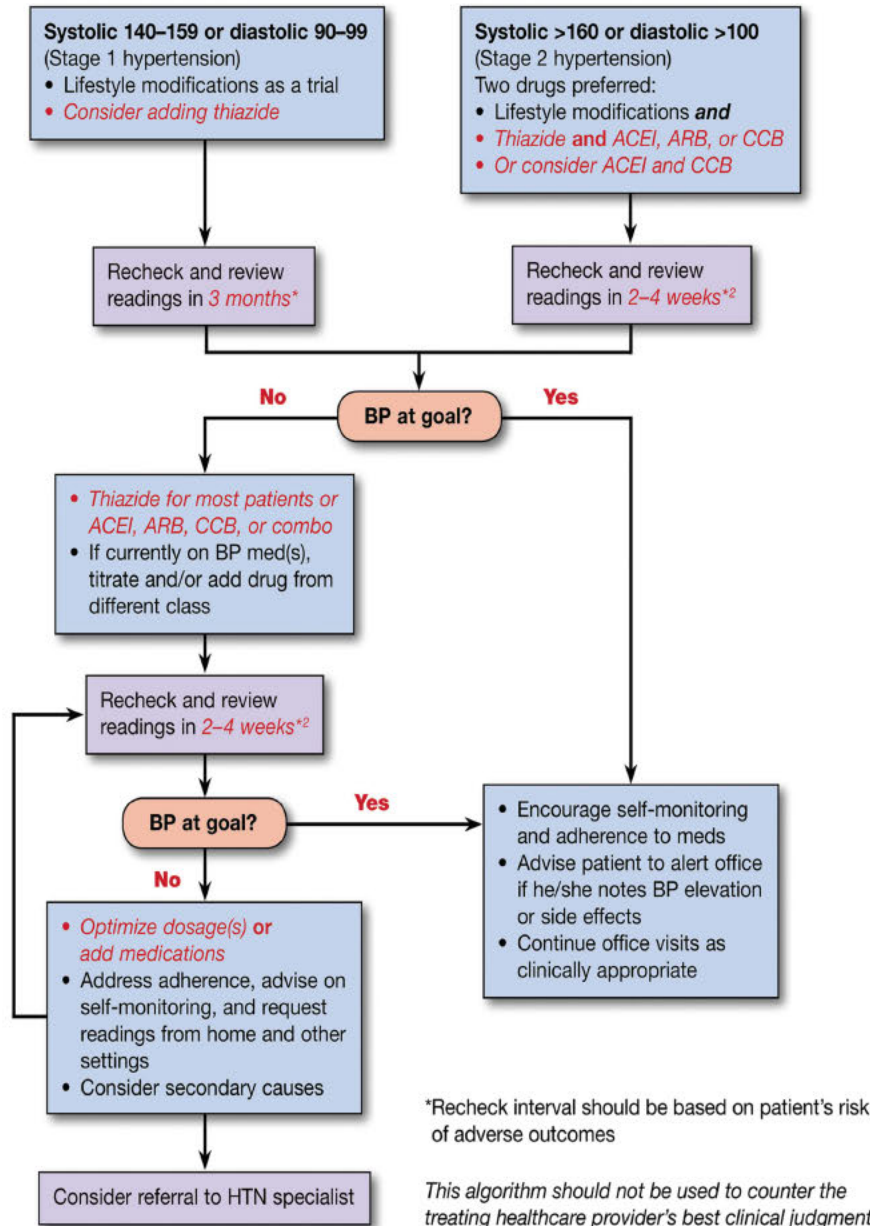 Systolic 140–159 or diastolic 90–99
(Stage 1 hypertension)
• Lifestyle modifications as a trial
• Consider adding thiazide
Systolic >160 or diastolic >100
(Stage 2 hypertension)
Two drugs preferred:
• Lifestyle modifications and
• Thiazide and ACEI, ARB, or CCB
• Or consider ACEI and CCB
Recheck and review
readings in 3 months*
Recheck and review
readings in 2–4 weeks*2
BP at goal?
No
Yes
• Thiazide for most patients or
ACEI, ARB, CCB, or combo
• If currently on BP med(s),
titrate and/or add drug from
different class
Recheck and review
readings in 2–4 weeks*2
BP at goal?
Yes
No
• Encourage self-monitoring
and adherence to meds
• Advise patient to alert office
if he/she notes BP elevation
or side effects
• Continue office visits as
clinically appropriate
• Optimize dosage(s) or
add medications
• Address adherence, advise on
self-monitoring, and request
readings from home and other
settings
• Consider secondary causes
Consider referral to HTN specialist
*Recheck interval should be based on patient's risk
of adverse outcomes
This algorithm should not be used to counter the
treating healthcare provider's best clinical judgment